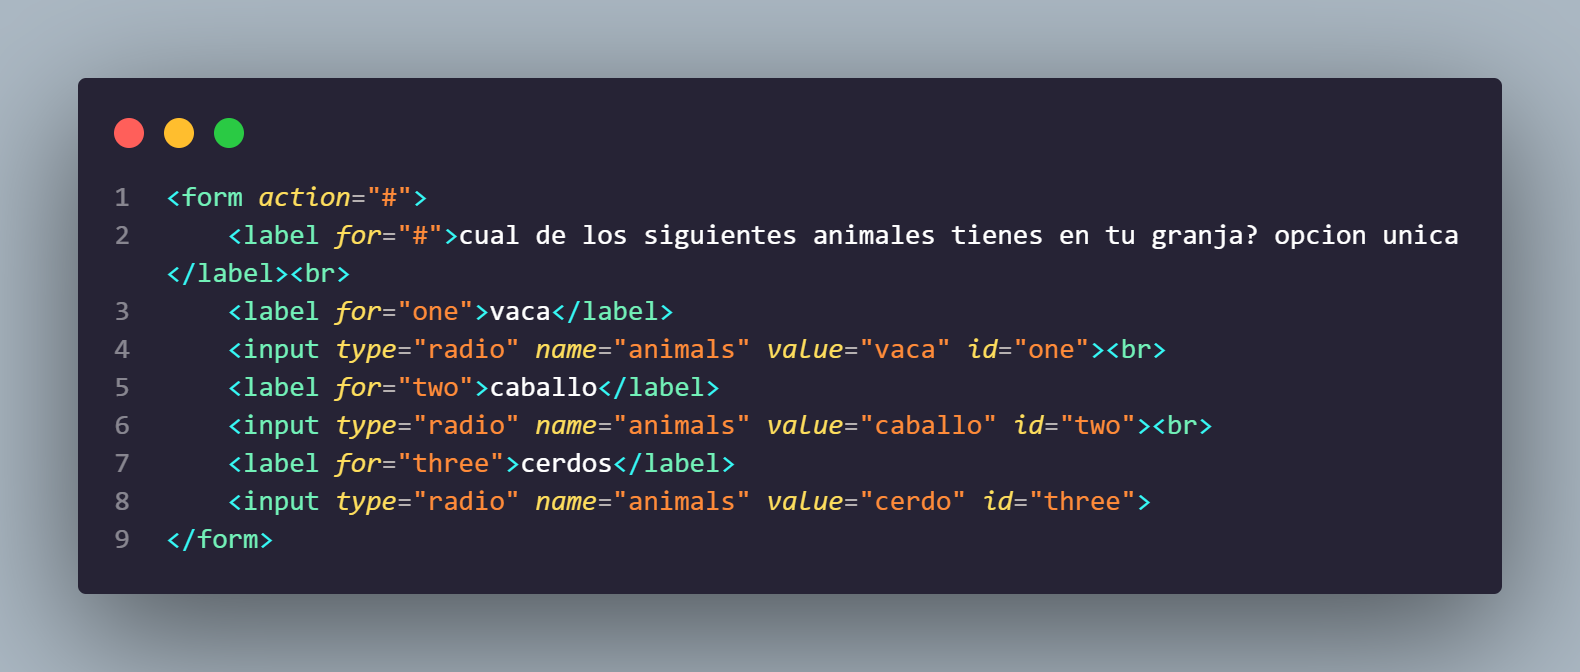 1 <form action="#">
2     <label for="#">cual de los siguientes animales tienes en tu granja? opcion unica
</label><br>
3     <label for="one">vaca</label>
4     <input type="radio" name="animals" value="vaca" id="one"><br>
5     <label for="two">caballo</label>
6     <input type="radio" name="animals" value="caballo" id="two"><br>
7     <label for="three">cerdos</label>
8     <input type="radio" name="animals" value="cerdo" id="three">
9 </form>